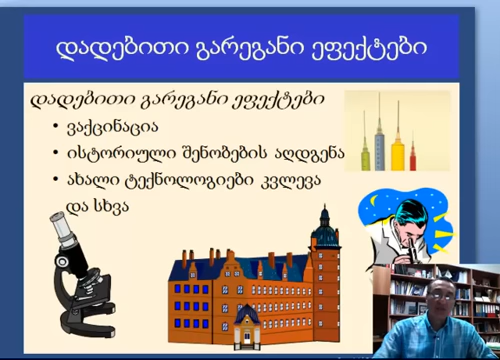 დადებითი გარეგანი ეფექტები
დადებითი გარეგანი ეფექტები
• ვაქცინაცია
• ისტორიული შენობების აღდგენა
• ახალი ტექნოლოგიები კვლევა
და სხვა